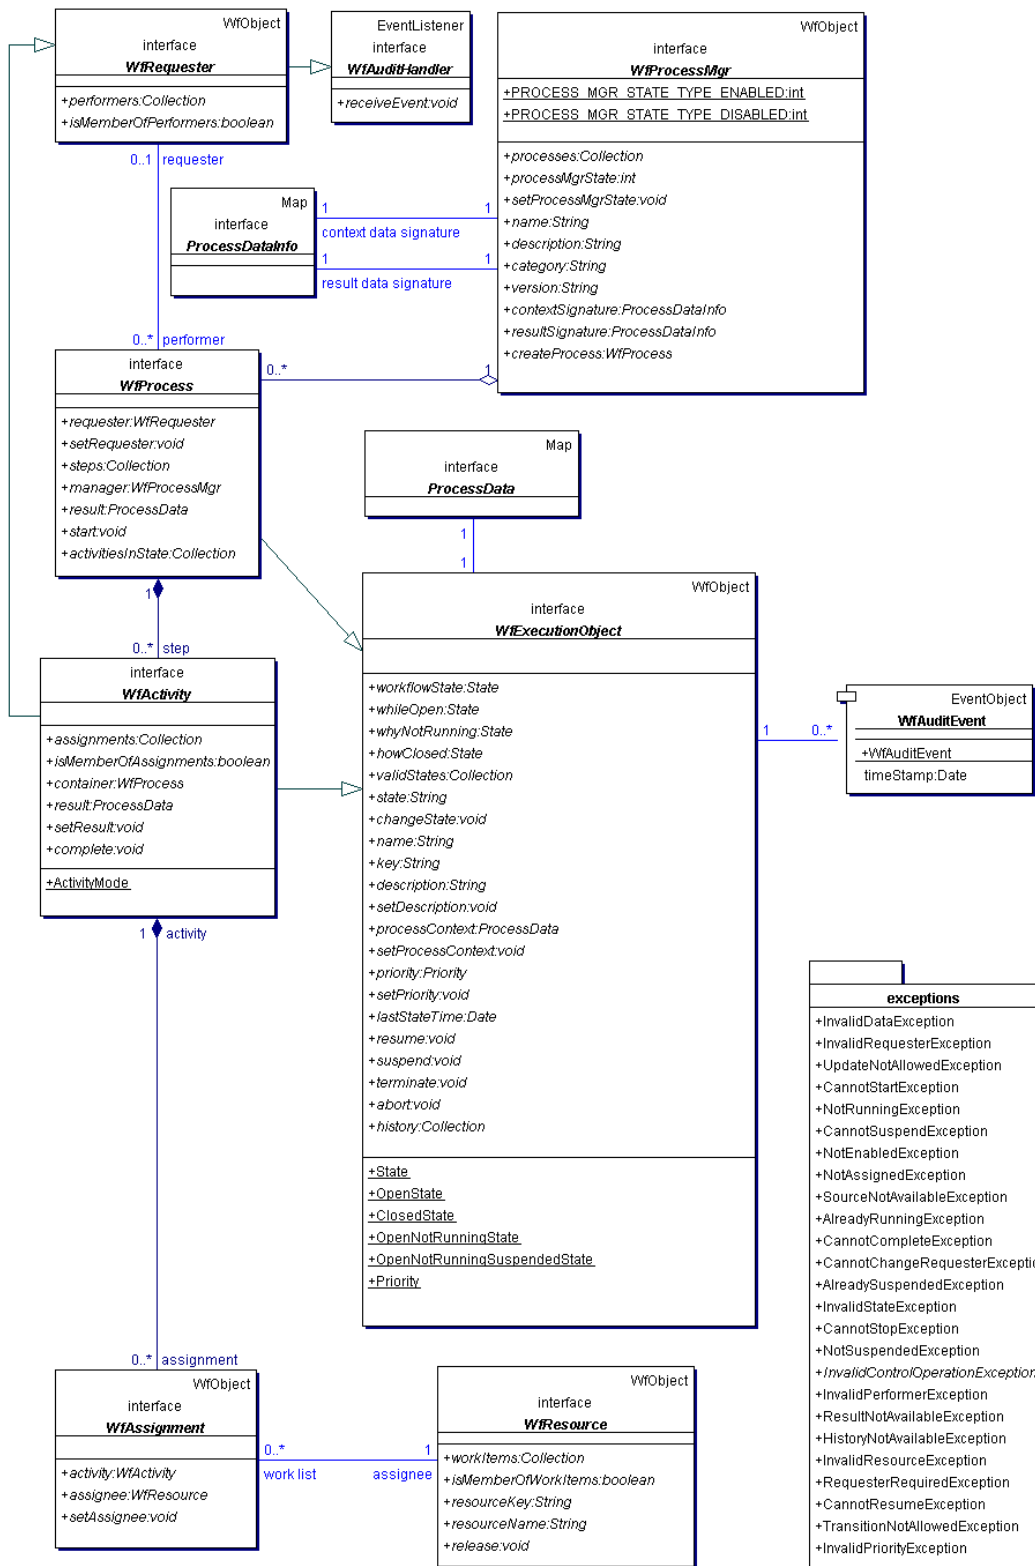 WfObject
interface
WfRequester
+performers:Collection
+isMemberOfPerformers:boolean
EventListener
interface
WfAuditHandler
+receiveEvent:void
WfObject
interface
WfProcessMgr
+PROCESS_MGR_STATE_TYPE_ENABLED:int
+PROCESS_MGR_STATE_TYPE_DISABLED:int
+processes:Collection
+processMgrState:int
+setProcessMgrState:void
+name:String
+description:String
+category:String
+version:String
+contextSignature:ProcessDataInfo
+resultSignature:ProcessDataInfo
+createProcess:WfProcess
0..1 requester
Map
interface
ProcessDataInfo
1 1
context data signature
1 1
result data signature
0..* performer
interface
WfProcess
+requester:WfRequester
+setRequester:void
+steps:Collection
+manager:WfProcessMgr
+result:ProcessData
+start:void
+activitiesInState:Collection
0..* 1
Map
interface
ProcessData
1
1
1
0..* step
interface
WfActivity
+assignments:Collection
+isMemberOfAssignments:boolean
+container:WfProcess
+result:ProcessData
+setResult:void
+complete:void
+ActivityMode
1 activity
WfObject
interface
WfExecutionObject
+workflowState:State
+whileOpen:State
+whyNotRunning:State
+howClosed:State
+validStates:Collection
+state:String
+changeState:void
+name:String
+key:String
+description:String
+setDescription:void
+processContext:ProcessData
+setProcessContext:void
+priority:Priority
+setPriority:void
+lastStateTime:Date
+resume:void
+suspend:void
+terminate:void
+abort:void
+history:Collection
+State
+OpenState
+ClosedState
+OpenNotRunningState
+OpenNotRunningSuspendedState
+Priority
1 0..*
EventObject
WfAuditEvent
+WfAuditEvent
timeStamp:Date
exceptions
+InvalidDataException
+InvalidRequesterException
+UpdateNotAllowedException
+CannotStartException
+NotRunningException
+CannotSuspendException
+NotEnabledException
+NotAssignedException
+SourceNotAvailableException
+AlreadyRunningException
+CannotCompleteException
+CannotChangeRequesterExceptio
+AlreadySuspendedException
+InvalidStateException
+CannotStopException
+NotSuspendedException
+InvalidControlOperationException
+InvalidPerformerException
+ResultNotAvailableException
+HistoryNotAvailableException
+InvalidResourceException
+RequesterRequiredException
+CannotResumeException
+TransitionNotAllowedException
+InvalidPriorityException
0..* assignment
WfObject
interface
WfAssignment
+activity:WfActivity
+assignee:WfResource
+setAssignee:void
0..* 1
work list assignee
WfObject
interface
WfResource
+workItems:Collection
+isMemberOfWorkItems:boolean
+resourceKey:String
+resourceName:String
+release:void